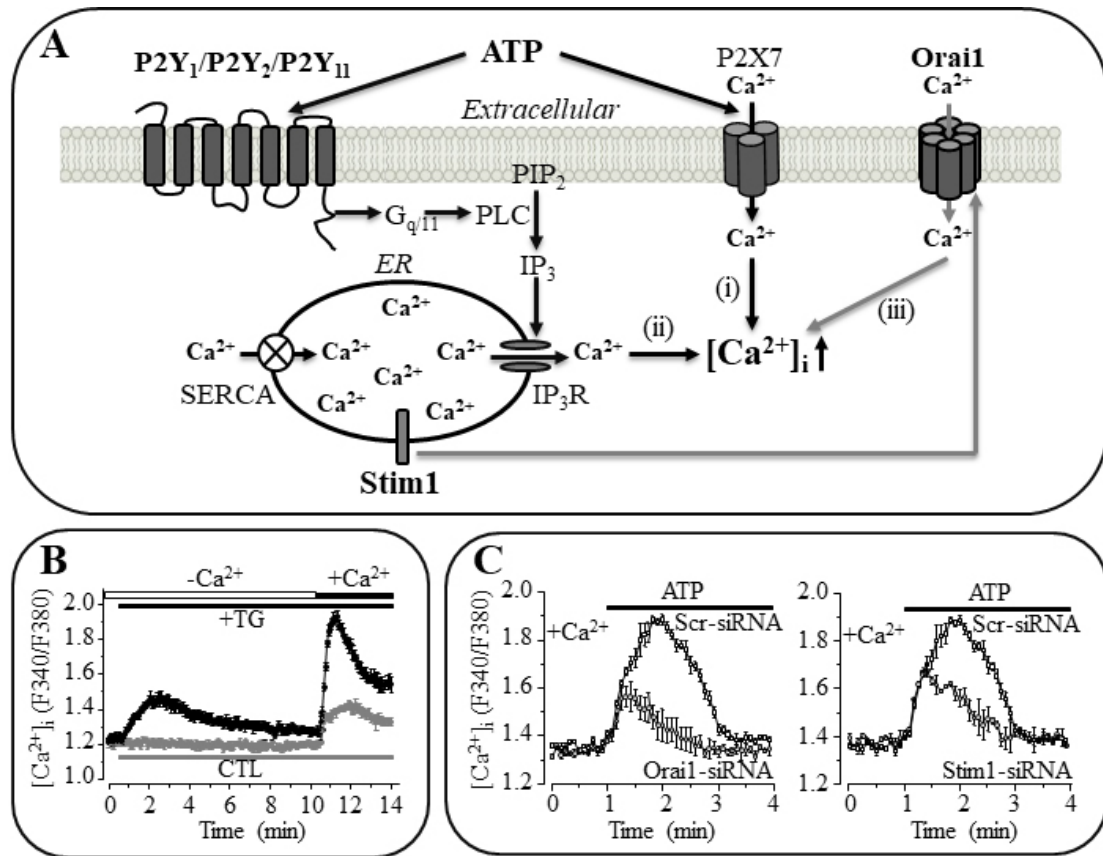 A
P2Y₁/P2Y₂/P2Y₁₁
ATP
P2X7
Orai1
Ca²⁺
Ca²⁺
Extracellular
PIP₂
G_q/11
PLC
Ca²⁺
Ca²⁺
IP₃
ER
Ca²⁺
(i)
(iii)
(ii)
Ca²⁺
Ca²⁺
Ca²⁺
Ca²⁺
[Ca²⁺]ᵢ
Ca²⁺
SERCA
IP₃R
Ca²⁺
Ca²⁺
Stim1
B
-Ca²⁺
+Ca²⁺
+TG
2.0
1.8
1.6
1.4
1.2
1.0
[Ca²⁺]ᵢ (F340/F380)
CTL
0 2 4 6 8 10 12 14
Time (min)
C
ATP
2.0
1.8
1.6
1.4
1.2
[Ca²⁺]ᵢ (F340/F380)
+Ca²⁺
Scr-siRNA
Orai1-siRNA
0 1 2 3 4
Time (min)
ATP
2.0
1.8
1.6
1.4
1.2
+Ca²⁺
Scr-siRNA
Stim1-siRNA
0 1 2 3 4
Time (min)